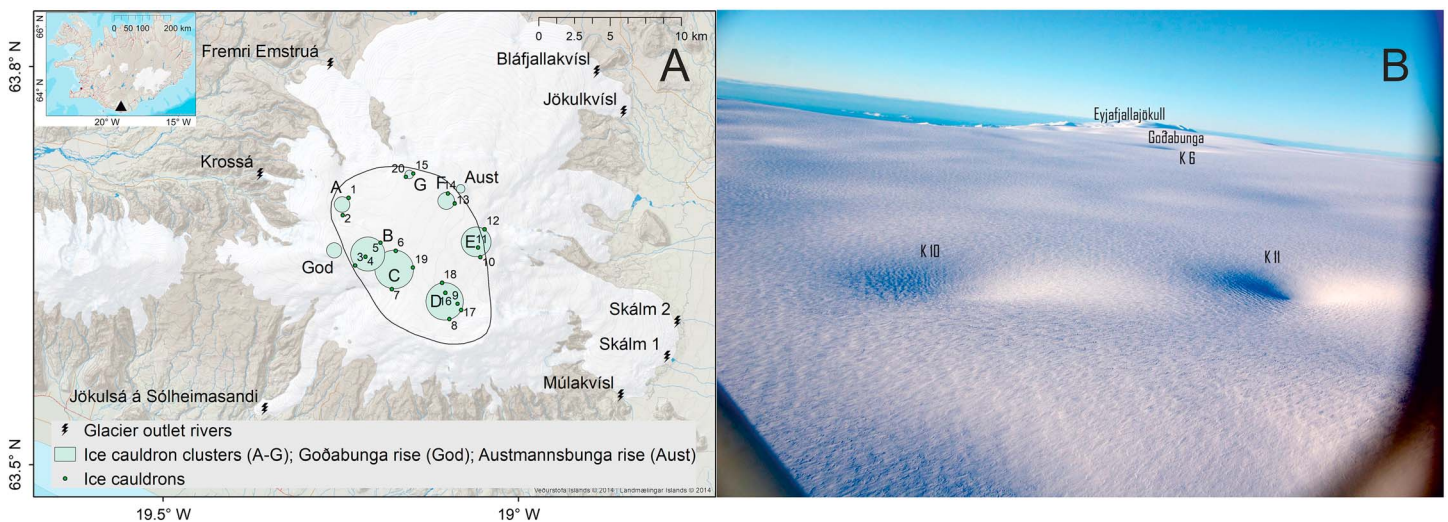 0 50 100 200 km
66° N
64° N
20° W
15° W
0 2.5 5 10 km
A
63.8° N
Fremri Emstruá
Bláfjallakvísl
Jökulkvísl
Krossá
20 15
G
A 1
2
F 14
13
Aust
12
E 11
10
God
B
5
3 4
6
C
19
7
18
D 16 9
17
8
Skálm 2
Skálm 1
Múlakvísl
Jökulsá á Sólheimasandi
Glacier outlet rivers
Ice cauldron clusters (A-G); Goðabunga rise (God); Austmannsbunga rise (Aust)
Ice cauldrons
Veðurstofa Íslands © 2014 | Landmælingar Íslands © 2014
63.5° N
19.5° W
19° W
B
Eyjafjallajökull
Goðabunga
K 6
K 10
K 11